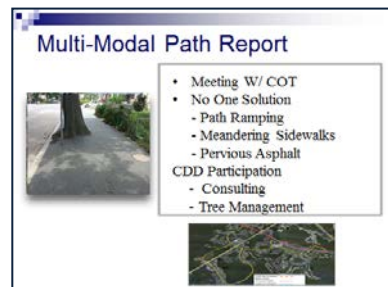 Multi-Modal Path Report
• Meeting W/ COT
• No One Solution
- Path Ramping
- Meandering Sidewalks
- Pervious Asphalt
CDD Participation
- Consulting
- Tree Management